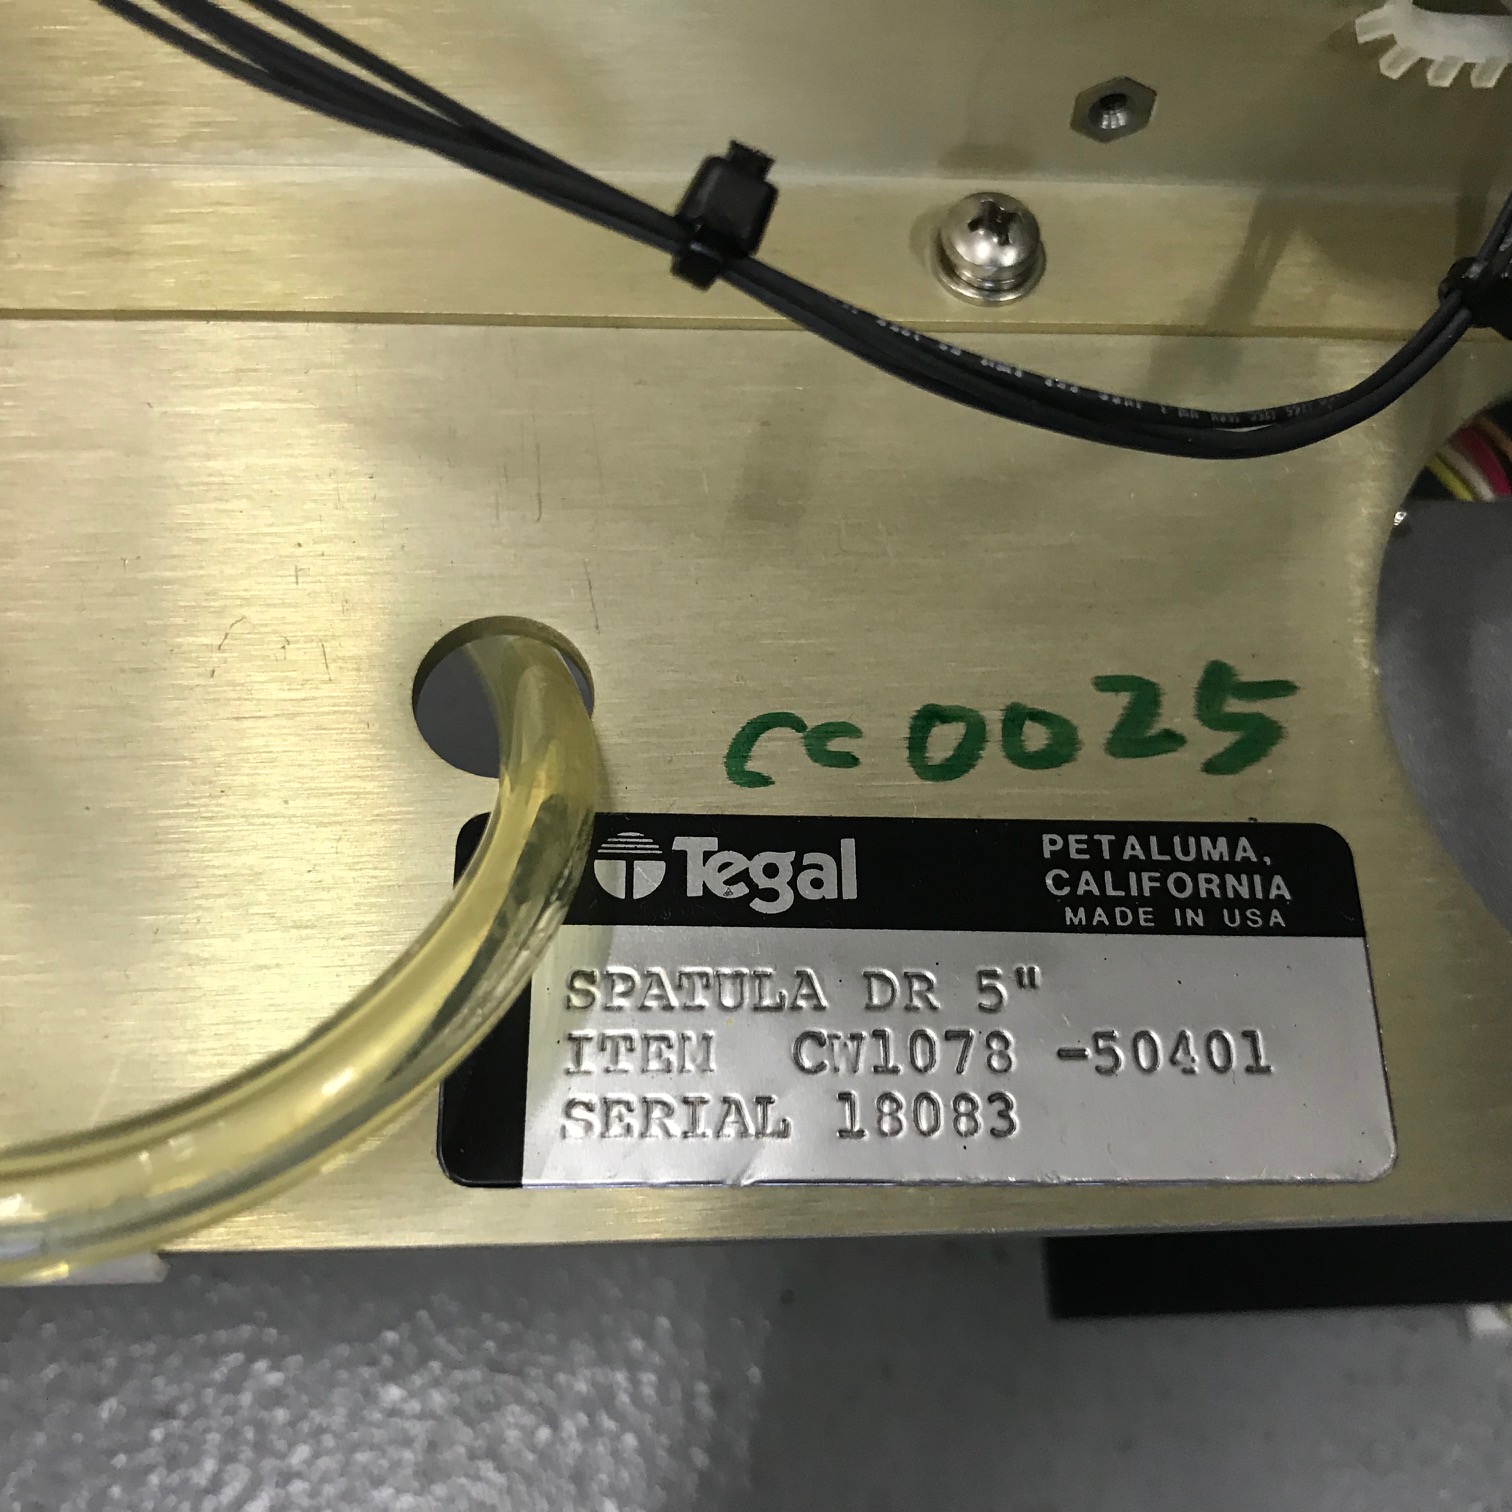 cc0025
Tegal
PETALUMA,
CALIFORNIA
MADE IN USA
SPATULA DR 5"
ITEM CW1078 -50401
SERIAL 18083